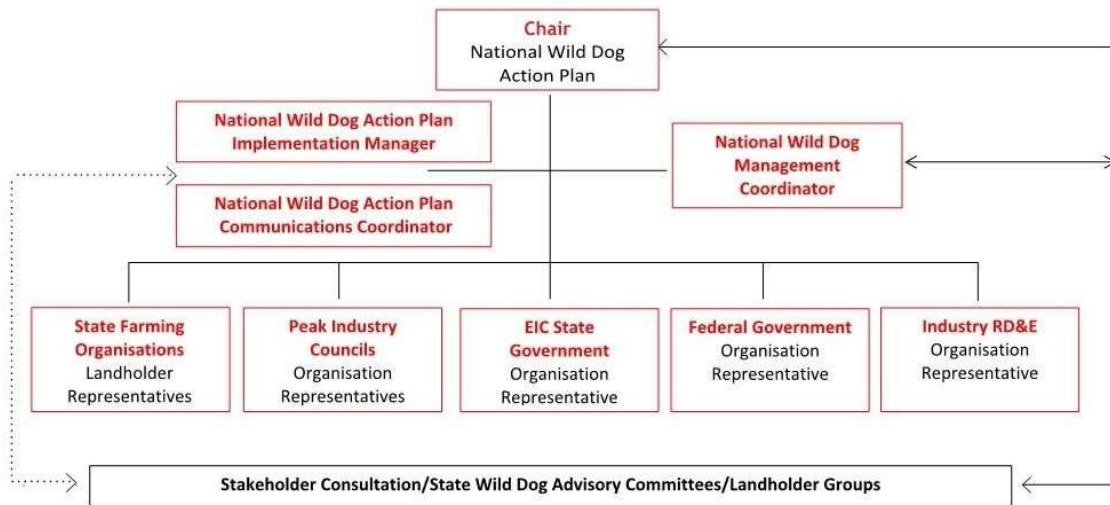 Chair
National Wild Dog
Action Plan
National Wild Dog Action Plan
Implementation Manager
National Wild Dog
Management
Coordinator
National Wild Dog Action Plan
Communications Coordinator
State Farming
Organisations
Landholder
Representatives
Peak Industry
Councils
Organisation
Representatives
EIC State
Government
Organisation
Representative
Federal Government
Organisation
Representative
Industry RD&E
Organisation
Representative
Stakeholder Consultation/State Wild Dog Advisory Committees/Landholder Groups